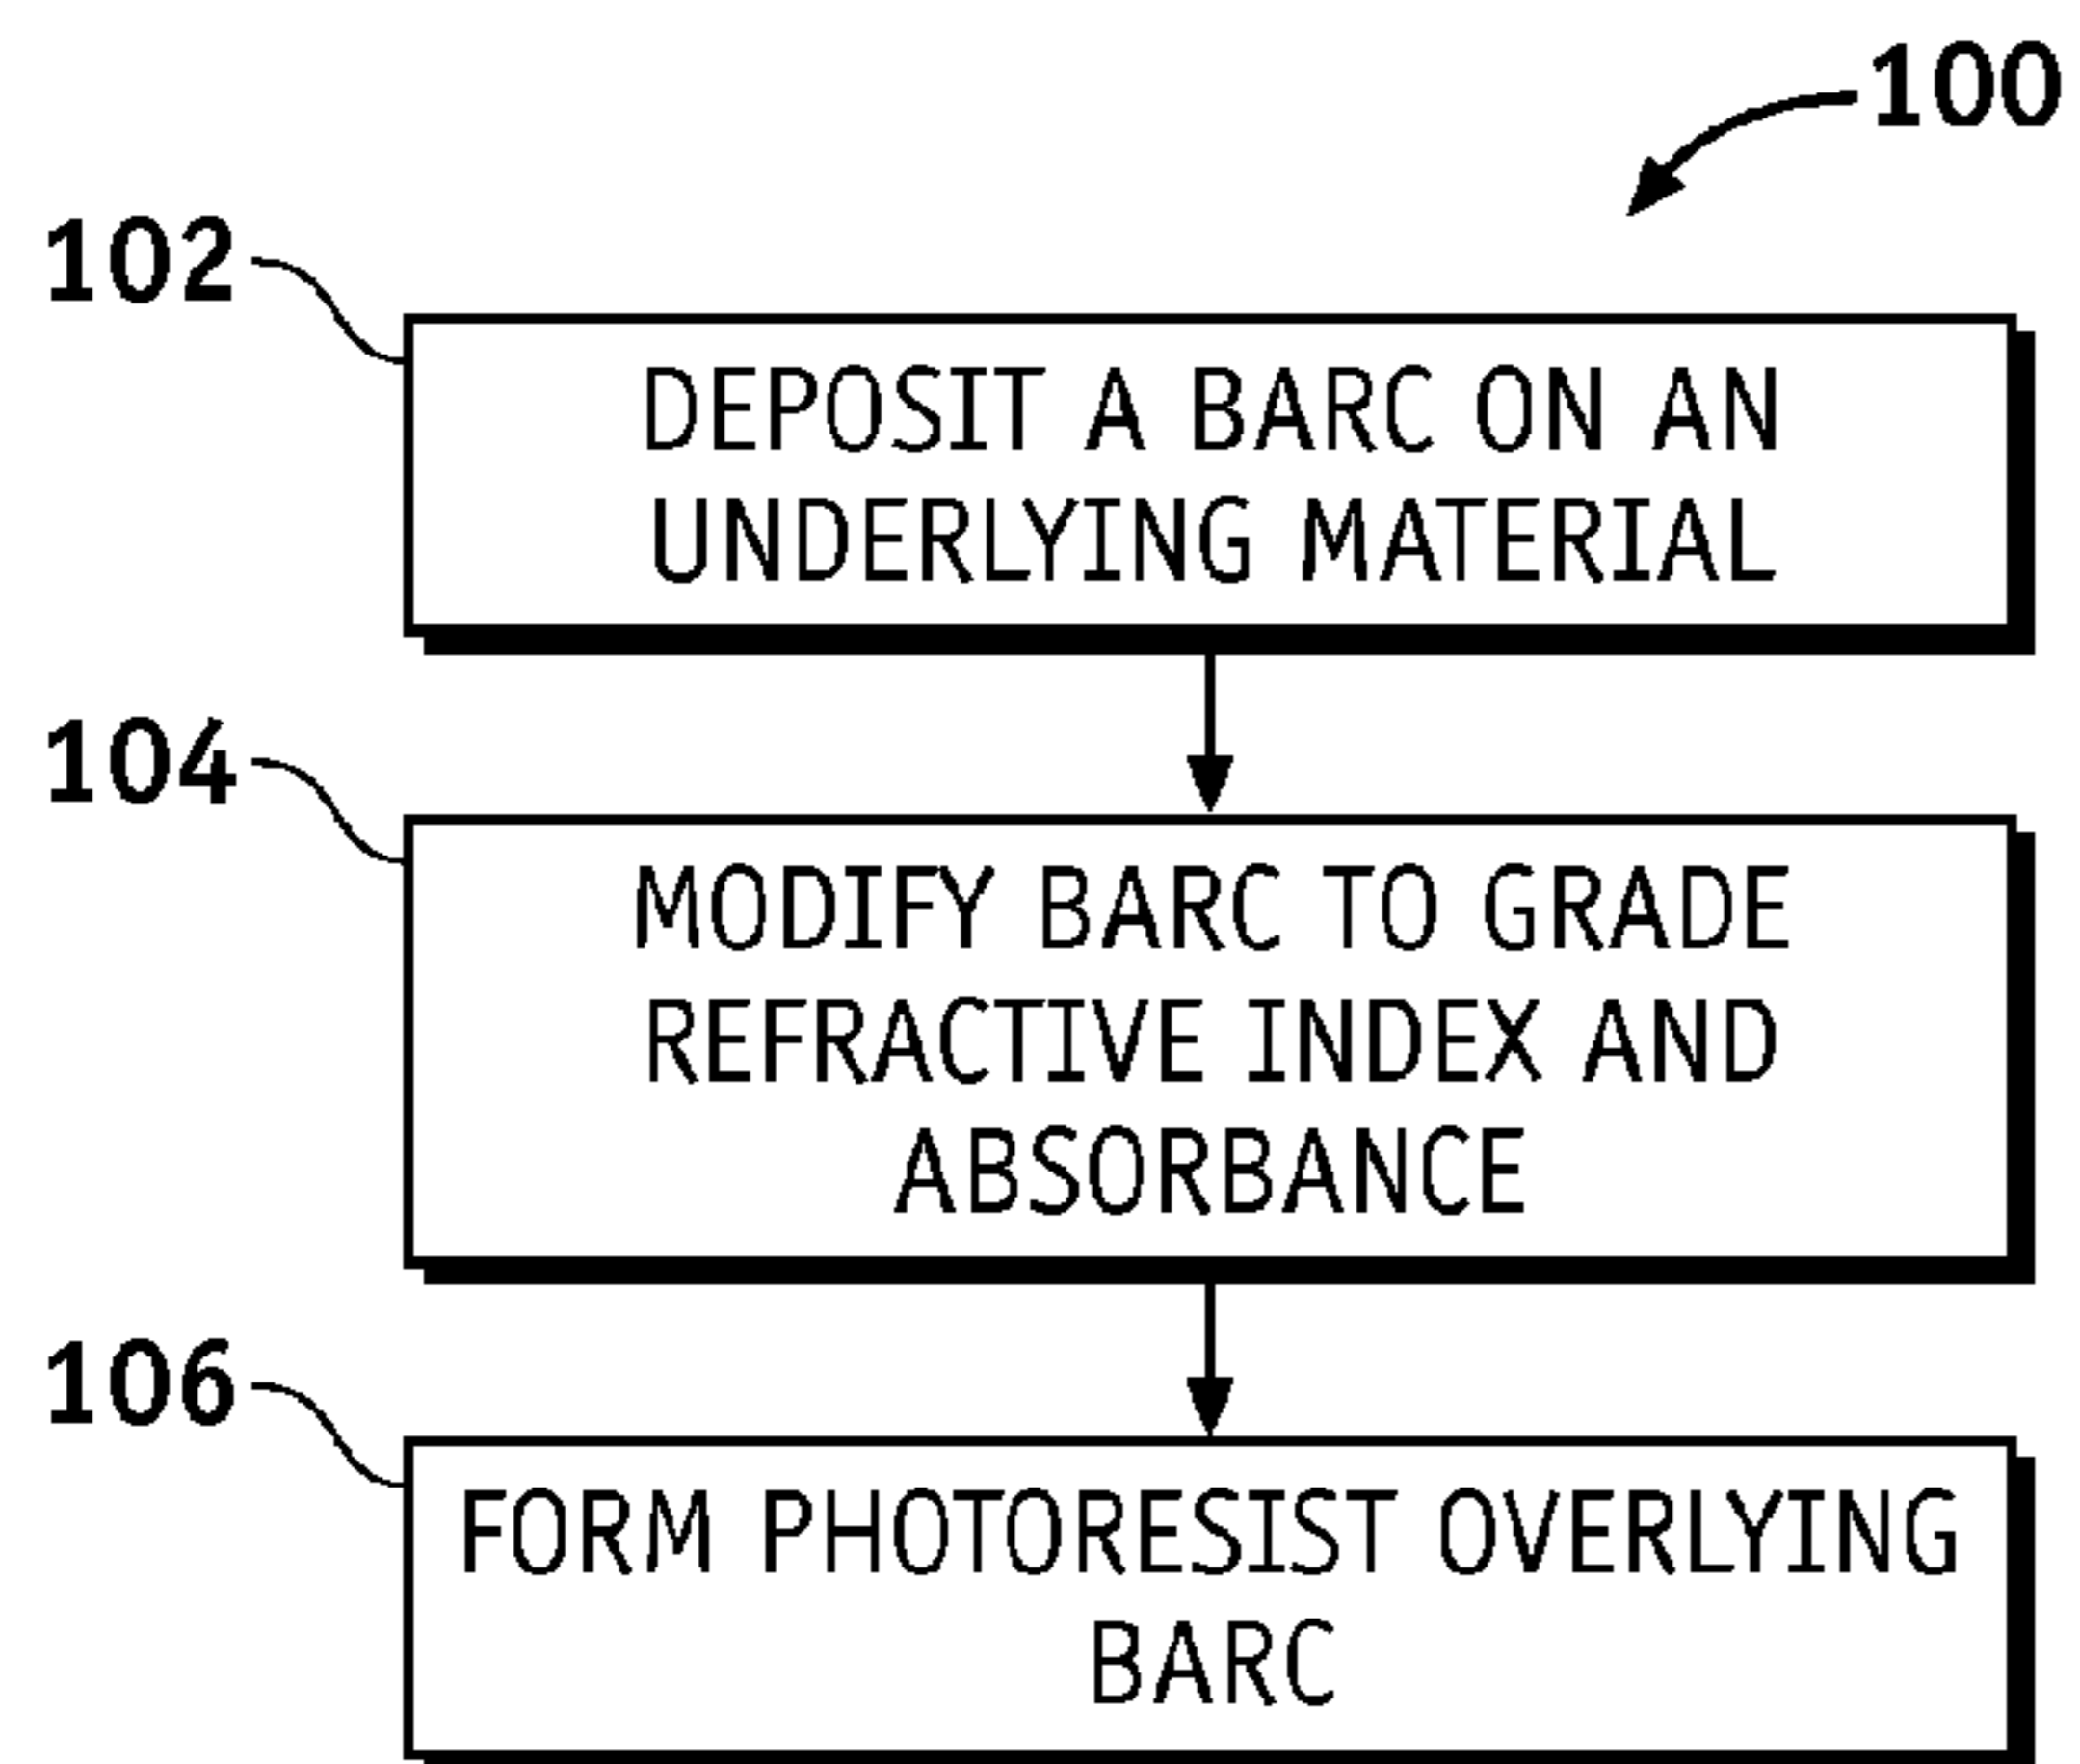 100
102
DEPOSIT A BARC ON AN
UNDERLYING MATERIAL
104
MODIFY BARC TO GRADE
REFRACTIVE INDEX AND
ABSORBANCE
106
FORM PHOTORESIST OVERLYING
BARC